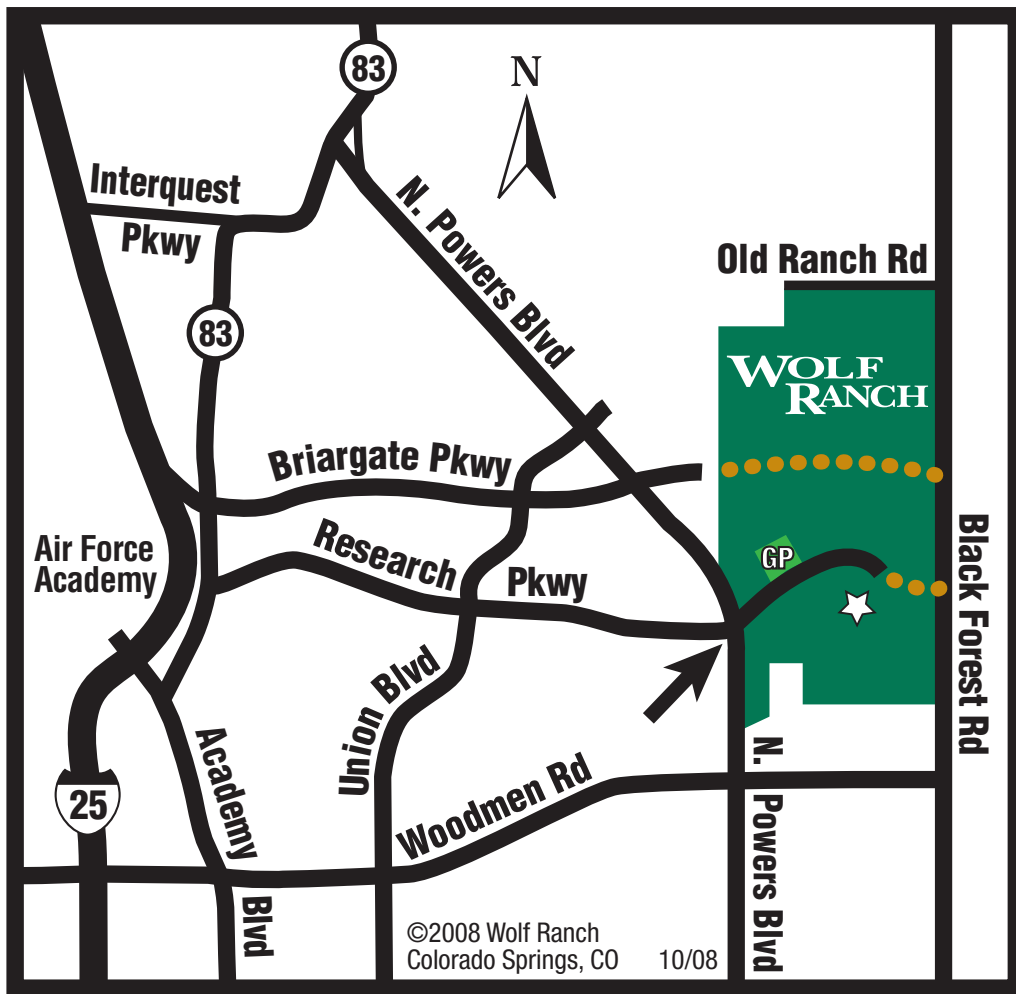 83
N
Interquest
Pkwy
N. Powers Blvd
Old Ranch Rd
83
WOLF
RANCH
Briargate Pkwy
Research
Pkwy
Air Force
Academy
GP
Black Forest Rd
Union Blvd
Academy
Blvd
25
Woodmen Rd
N. Powers Blvd
©2008 Wolf Ranch
Colorado Springs, CO 10/08